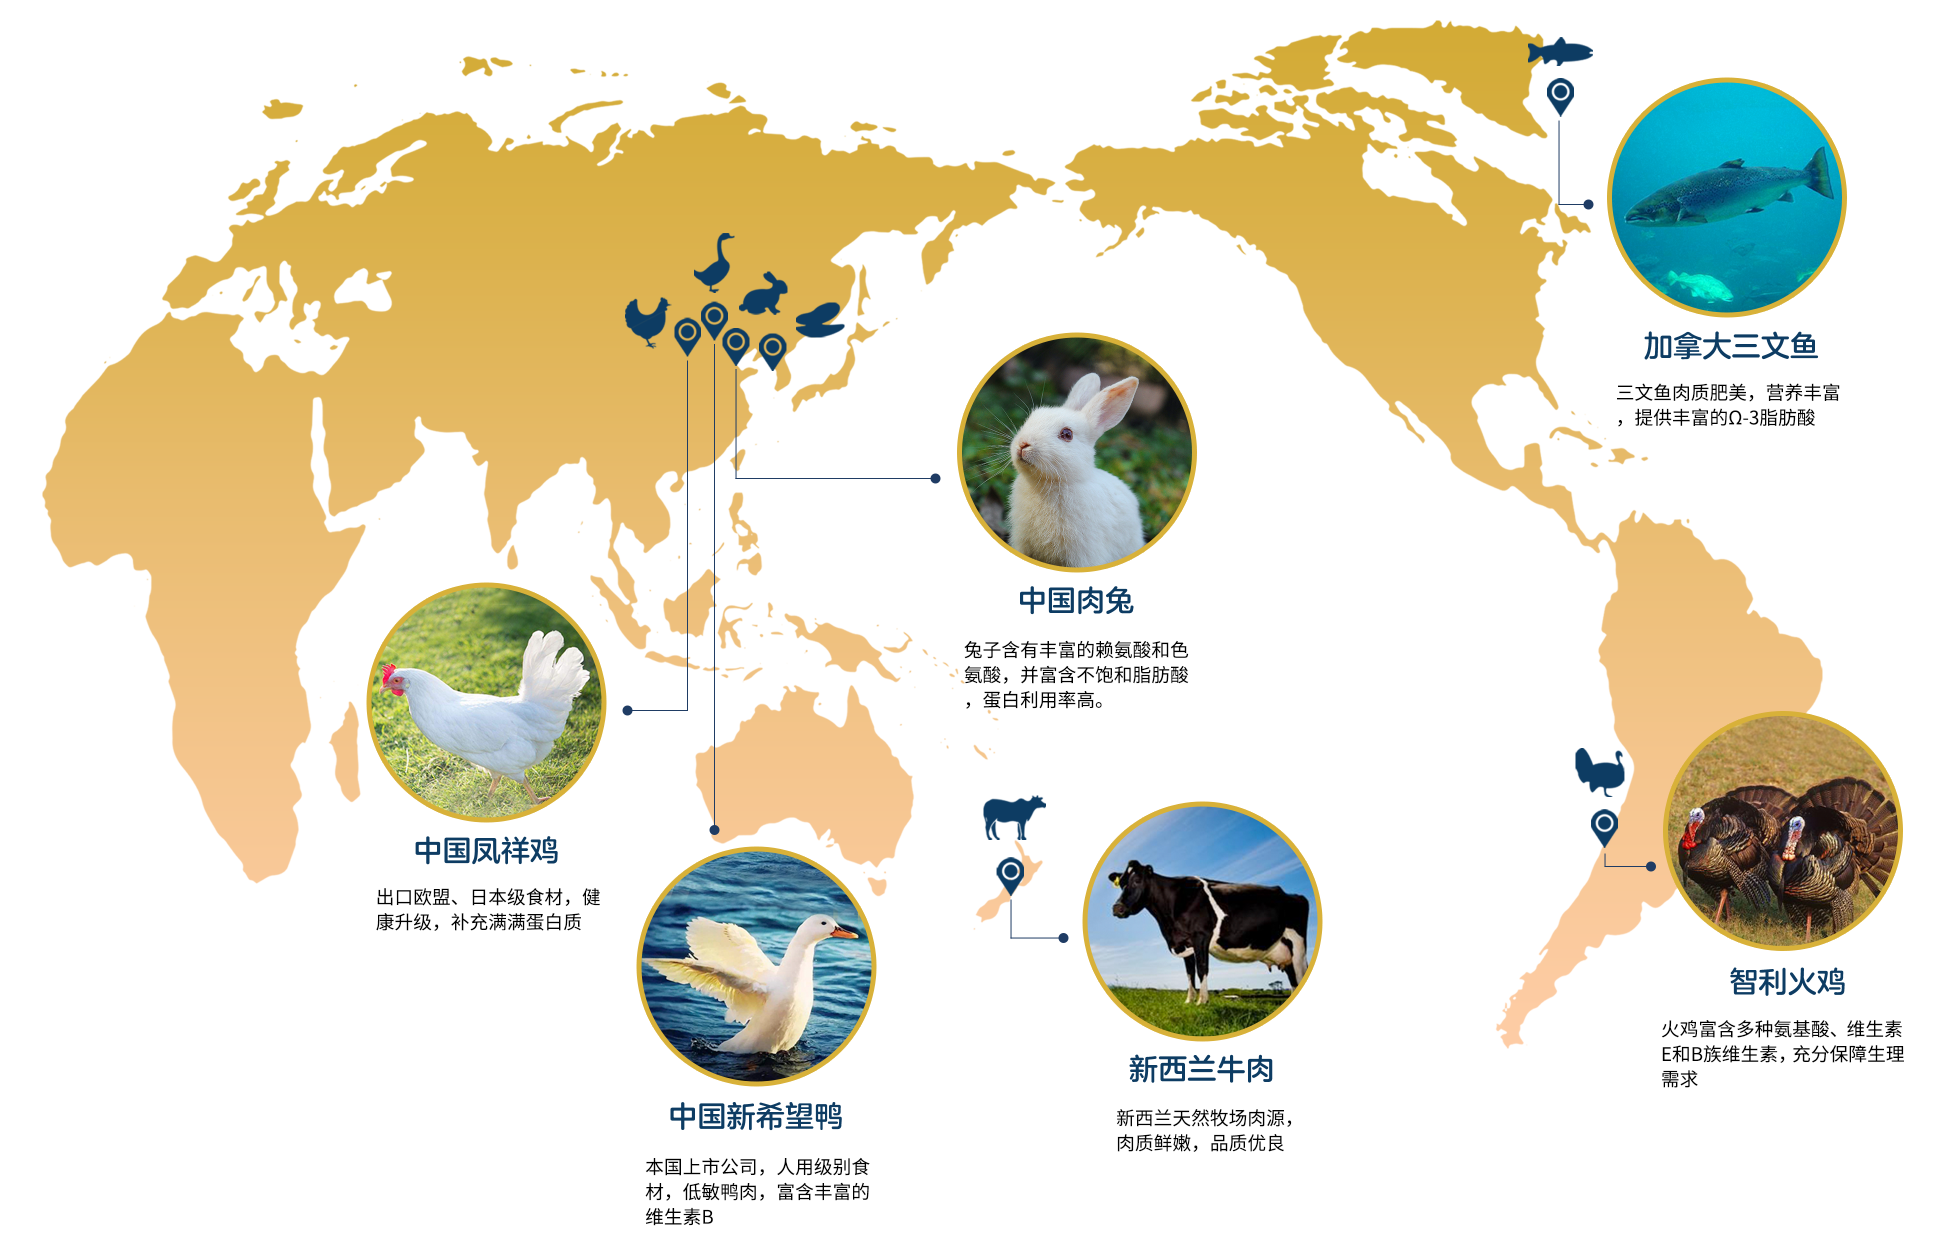 加拿大三文鱼
三文鱼肉质肥美，营养丰富
，提供丰富的Ω-3脂肪酸
中国肉兔
兔子含有丰富的赖氨酸和色
氨酸，并富含不饱和脂肪酸
，蛋白利用率高。
中国凤祥鸡
出口欧盟、日本级食材，健
康升级，补充满满蛋白质
中国新希望鸭
本国上市公司，人用级别食
材，低敏鸭肉，富含丰富的
维生素B
新西兰牛肉
新西兰天然牧场肉源，
肉质鲜嫩，品质优良
智利火鸡
火鸡富含多种氨基酸、维生素
E和B族维生素，充分保障生理
需求